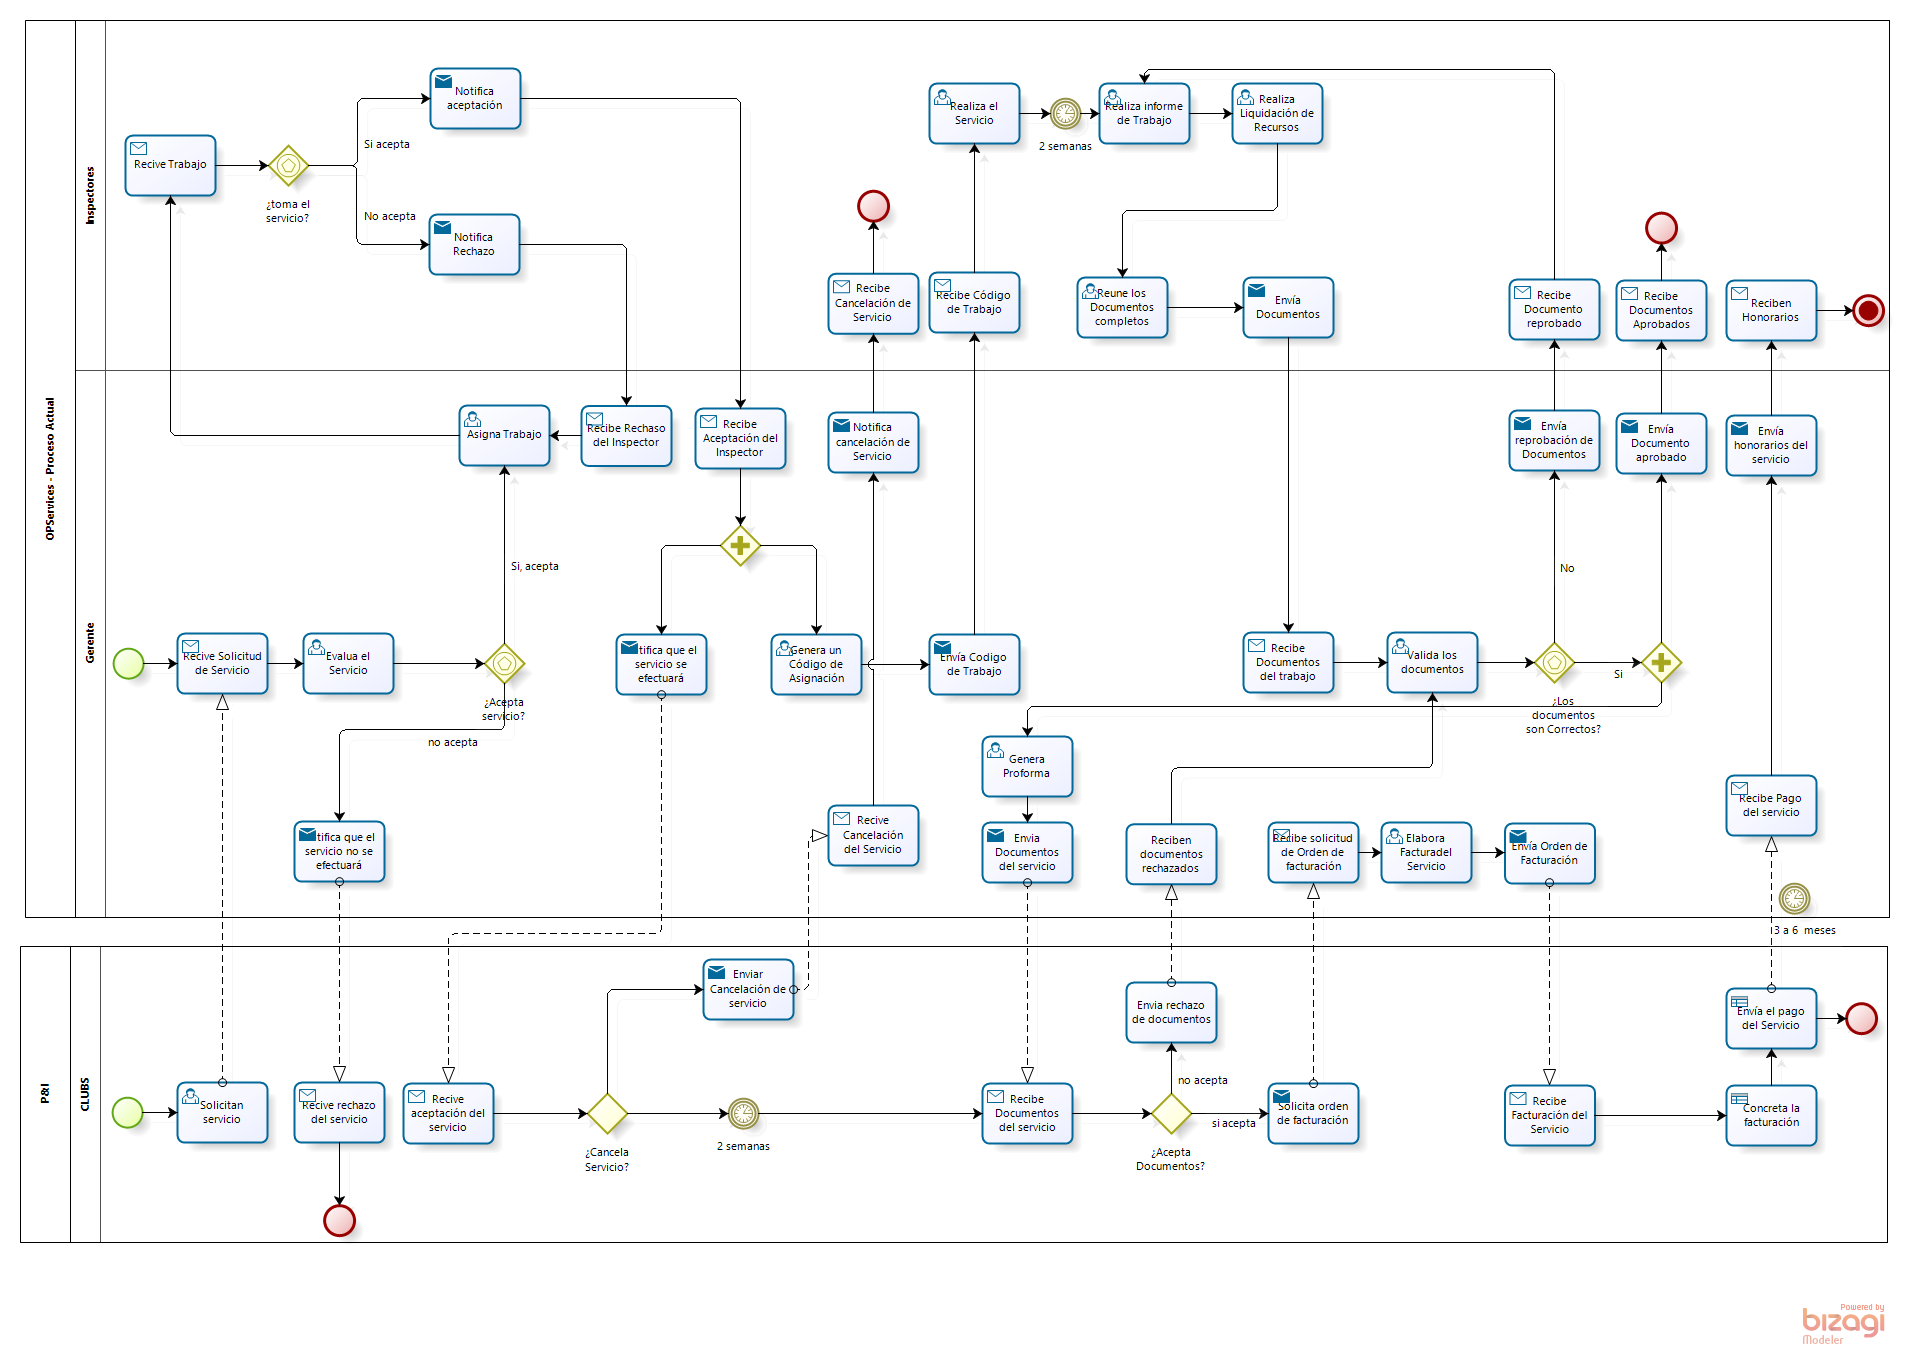 OPServices - Proceso Actual
Inspectores
Notifica
aceptación
Si acepta
Recive Trabajo
¿toma el
servicio?
No acepta
Notifica
Rechazo
Realiza el
Servicio
2 semanas
Realiza informe
de Trabajo
Realiza
Liquidación de
Recursos
Recibe
Cancelación de
Servicio
Recibe Código
de Trabajo
Reune los
Documentos
completos
Envía
Documentos
Recibe
Documento
reprobado
Recibe
Documentos
Aprobados
Reciben
Honorarios
Gerente
Asigna Trabajo
Recibe Rechaso
del Inspector
Recibe
Aceptación del
Inspector
Notifica
cancelación de
Servicio
Envía
reprobación de
Documentos
Envía
Documento
aprobado
Envía
honorarios del
servicio
Si, acepta
No
Recive Solicitud
de Servicio
Evalua el
Servicio
¿Acepta
servicio?
no acepta
tifica que el
servicio se
efectuará
Genera un
Código de
Asignación
Envía Codigo
de Trabajo
Recibe
Documentos
del trabajo
Valida los
documentos
¿Los
documentos
son Correctos?
Si
Genera
Proforma
tifica que el
servicio no se
efectuará
Recive
Cancelación
del Servicio
Envia
Documentos
del servicio
Reciben
documentos
rechazados
Recibe solicitud
de Orden de
facturación
Elabora
Facturadel
Servicio
Envía Orden de
Facturación
Recibe Pago
del servicio
3 a 6 meses
P&I
CLUBS
Enviar
Cancelación de
servicio
Envia rechazo
de documentos
Envía el pago
del Servicio
Solicitan
servicio
Recive rechazo
del servicio
Recive
aceptación del
servicio
¿Cancela
Servicio?
2 semanas
Recibe
Documentos
del servicio
no acepta
¿Acepta
Documentos?
si acepta
Solicita orden
de facturación
Recibe
Facturación del
Servicio
Concreta la
facturación
Powered by
bizagi
Modeler